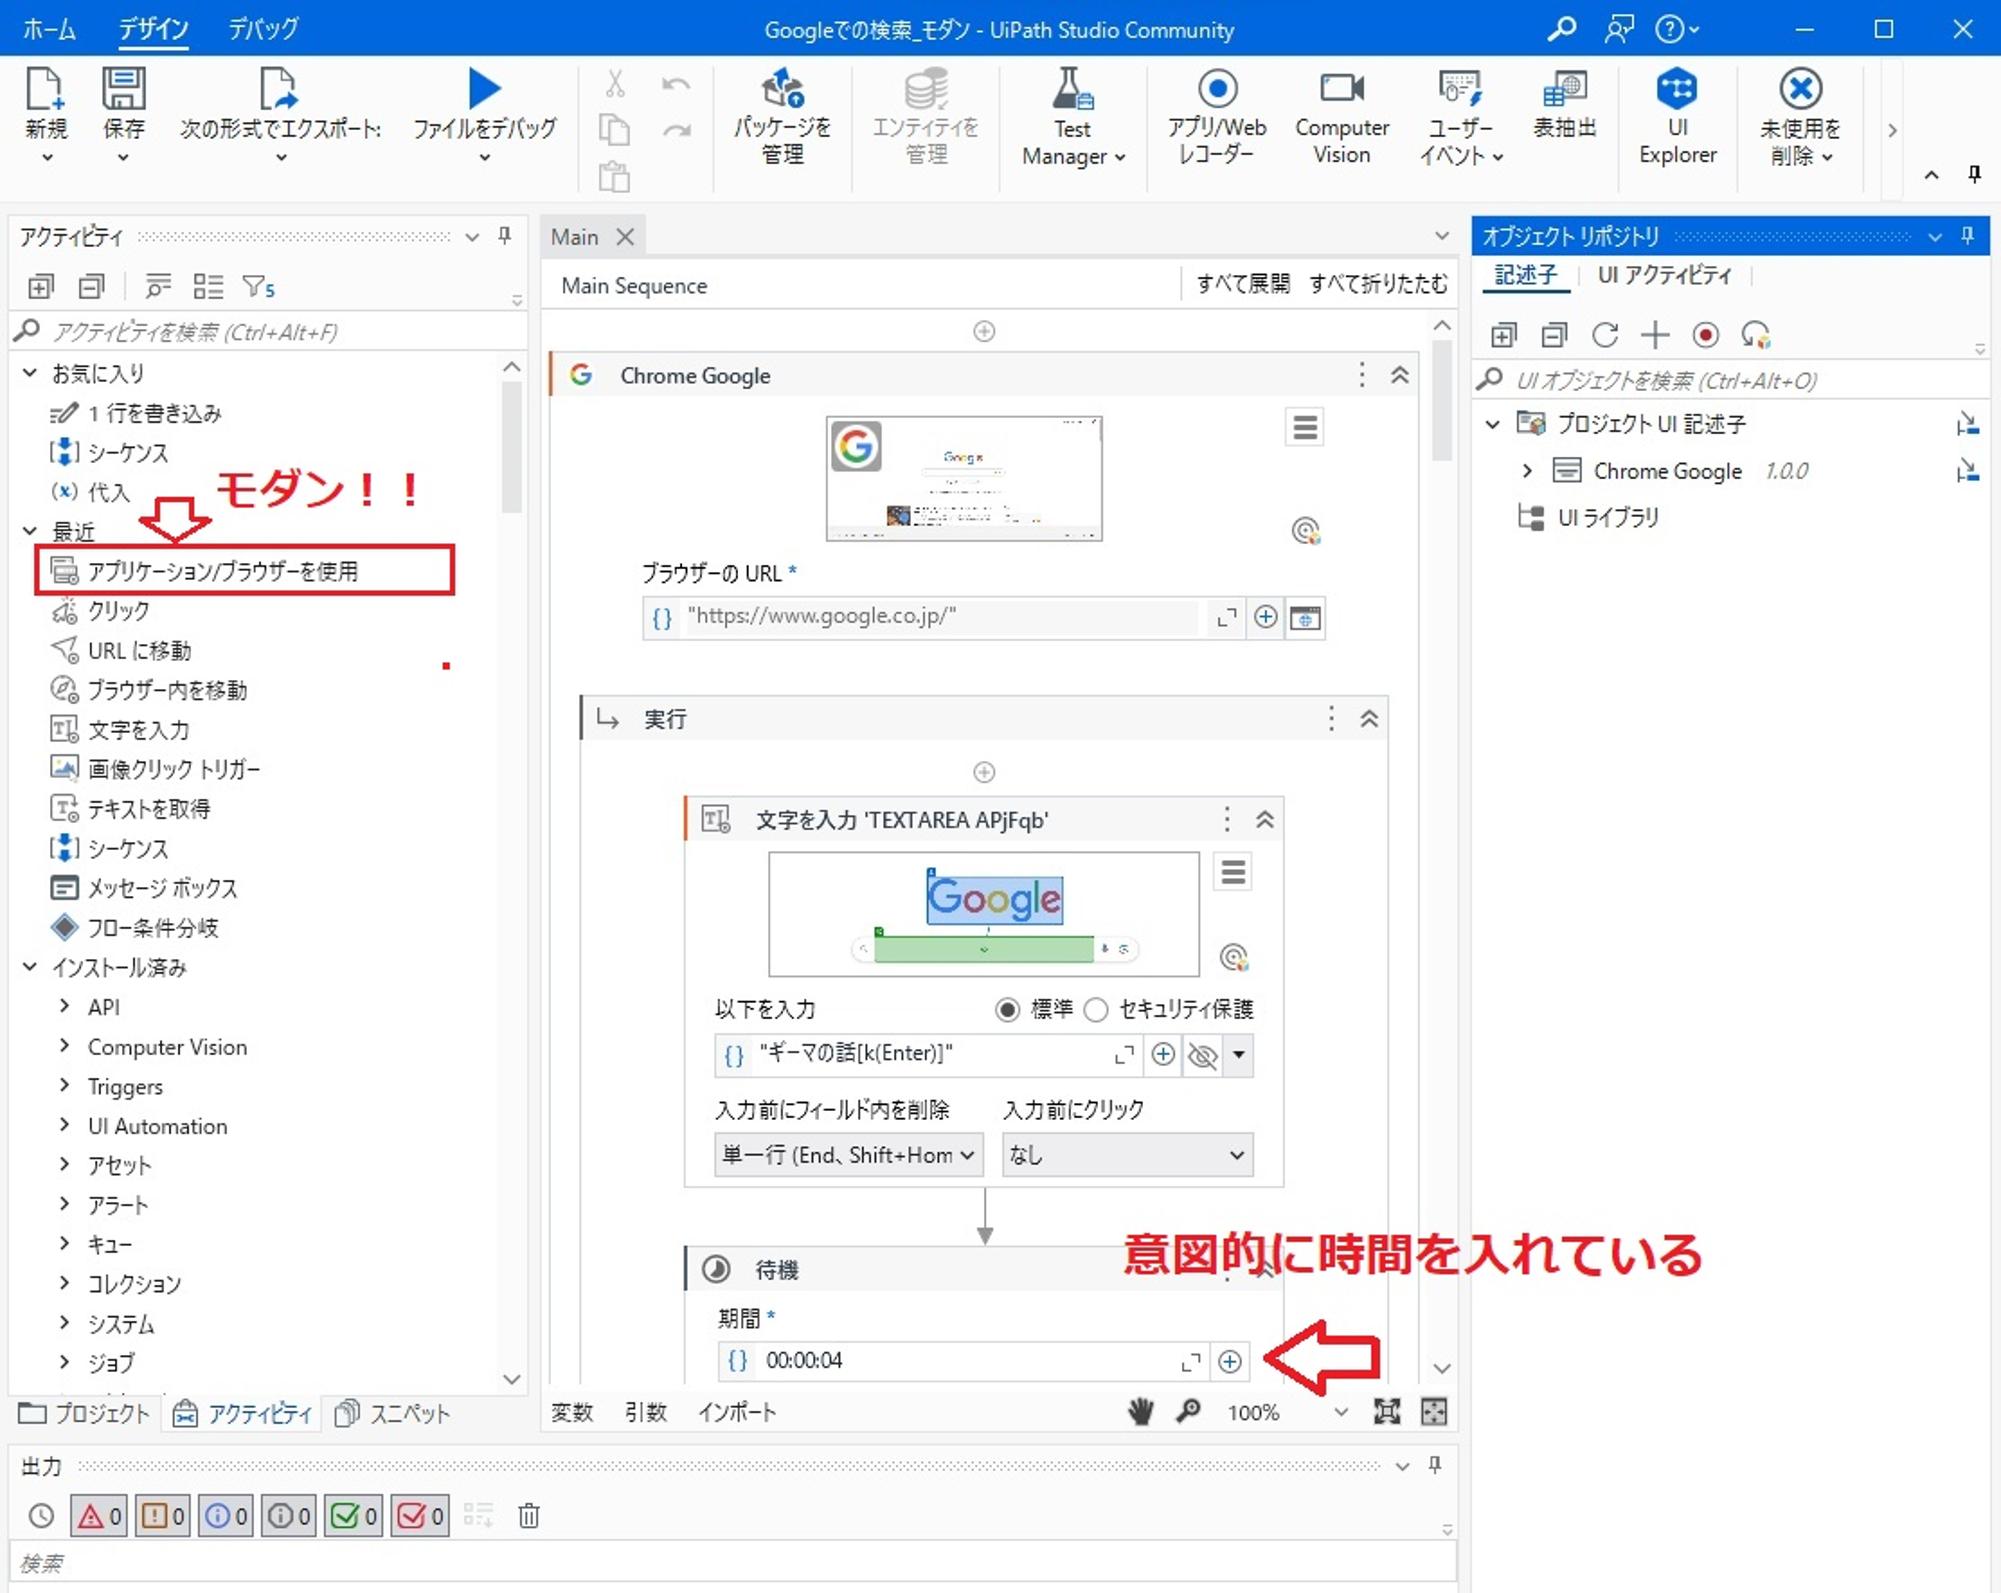 ホーム デザイン デバッグ
Googleでの検索_モダン - UiPath Studio Community
新規 保存 次の形式でエクスポート: ファイルをデバッグ
パッケージを管理
エンティティを管理
Test Manager
アプリ/Web レコーダー
Computer Vision
ユーザー イベント
表抽出
UI Explorer
未使用を削除
アクティビティ
5
アクティビティを検索 (Ctrl+Alt+F)
お気に入り
1 行を書き込み
シーケンス
代入
モダン！！
最近
アプリケーション/ブラウザーを使用
クリック
URL に移動
ブラウザー内を移動
文字を入力
画像クリック トリガー
テキストを取得
シーケンス
メッセージ ボックス
フロー条件分岐
インストール済み
API
Computer Vision
Triggers
UI Automation
アセット
アラート
キュー
コレクション
システム
ジョブ
プロジェクト アクティビティ スニペット
Main
Main Sequence
すべて展開 すべて折りたたむ
Chrome Google
Google
ブラウザーの URL *
"https://www.google.co.jp/"
実行
文字を入力 'TEXTAREA APjFqb'
Google
以下を入力 標準 セキュリティ保護
"ギーマの話[k(Enter)]"
入力前にフィールド内を削除 入力前にクリック
単一行 (End、Shift+Hom なし
意図的に時間を入れている
待機
期間 *
00:00:04
変数 引数 インポート 100%
オブジェクト リポジトリ
記述子 UI アクティビティ
UI オブジェクトを検索 (Ctrl+Alt+O)
プロジェクト UI 記述子
Chrome Google 1.0.0
UI ライブラリ
出力
0 0 0 0 0 0
検索